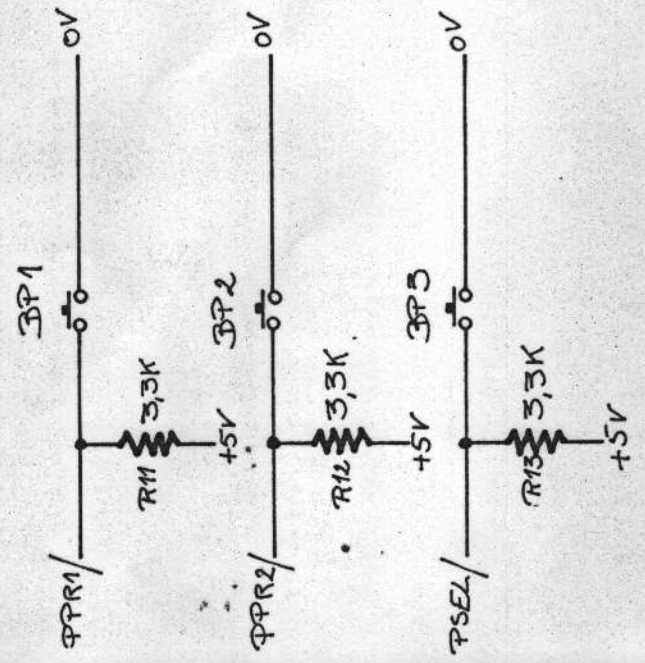 BP1
0V
PPR1/
R11
3,3K
+5V
BP2
0V
PPR2/
R12
3,3K
+5V
BP3
0V
PSEL/
R13
3,3K
+5V